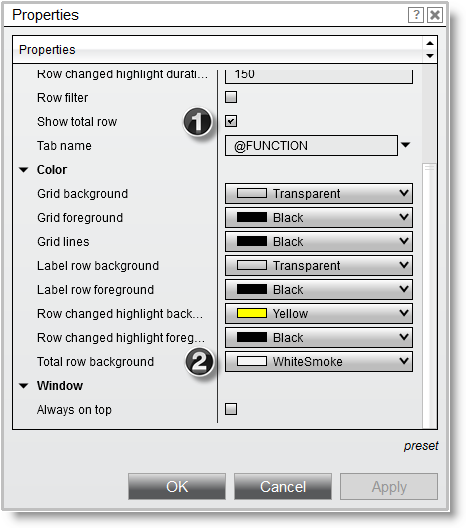 Properties
? X
Properties
Row changed highlight durati... 150
Row filter
1
Show total row
Tab name @FUNCTION
Color
Grid background Transparent
Grid foreground Black
Grid lines Black
Label row background Transparent
Label row foreground Black
Row changed highlight back... Yellow
Row changed highlight foreg... Black
Total row background 2 WhiteSmoke
Window
Always on top
preset
OK Cancel Apply